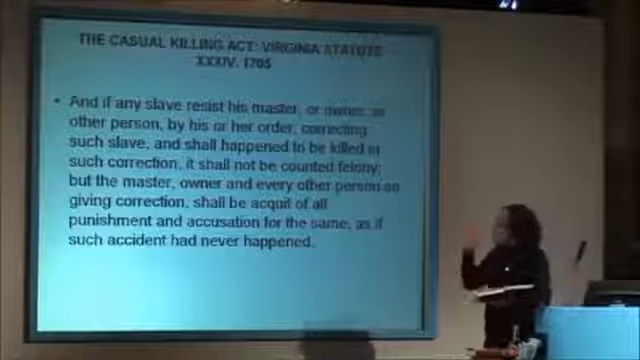 THE CASUAL KILLING ACT: VIRGINIA STATUTE
XXXIV. 1705
• And if any slave resist his master, or owner, or
other person, by his or her order, correcting
such slave, and shall happened to be killed in
such correction, it shall not be counted felony;
but the master, owner and every other person so
giving correction, shall be acquit of all
punishment and accusation for the same, as if
such accident had never happened.